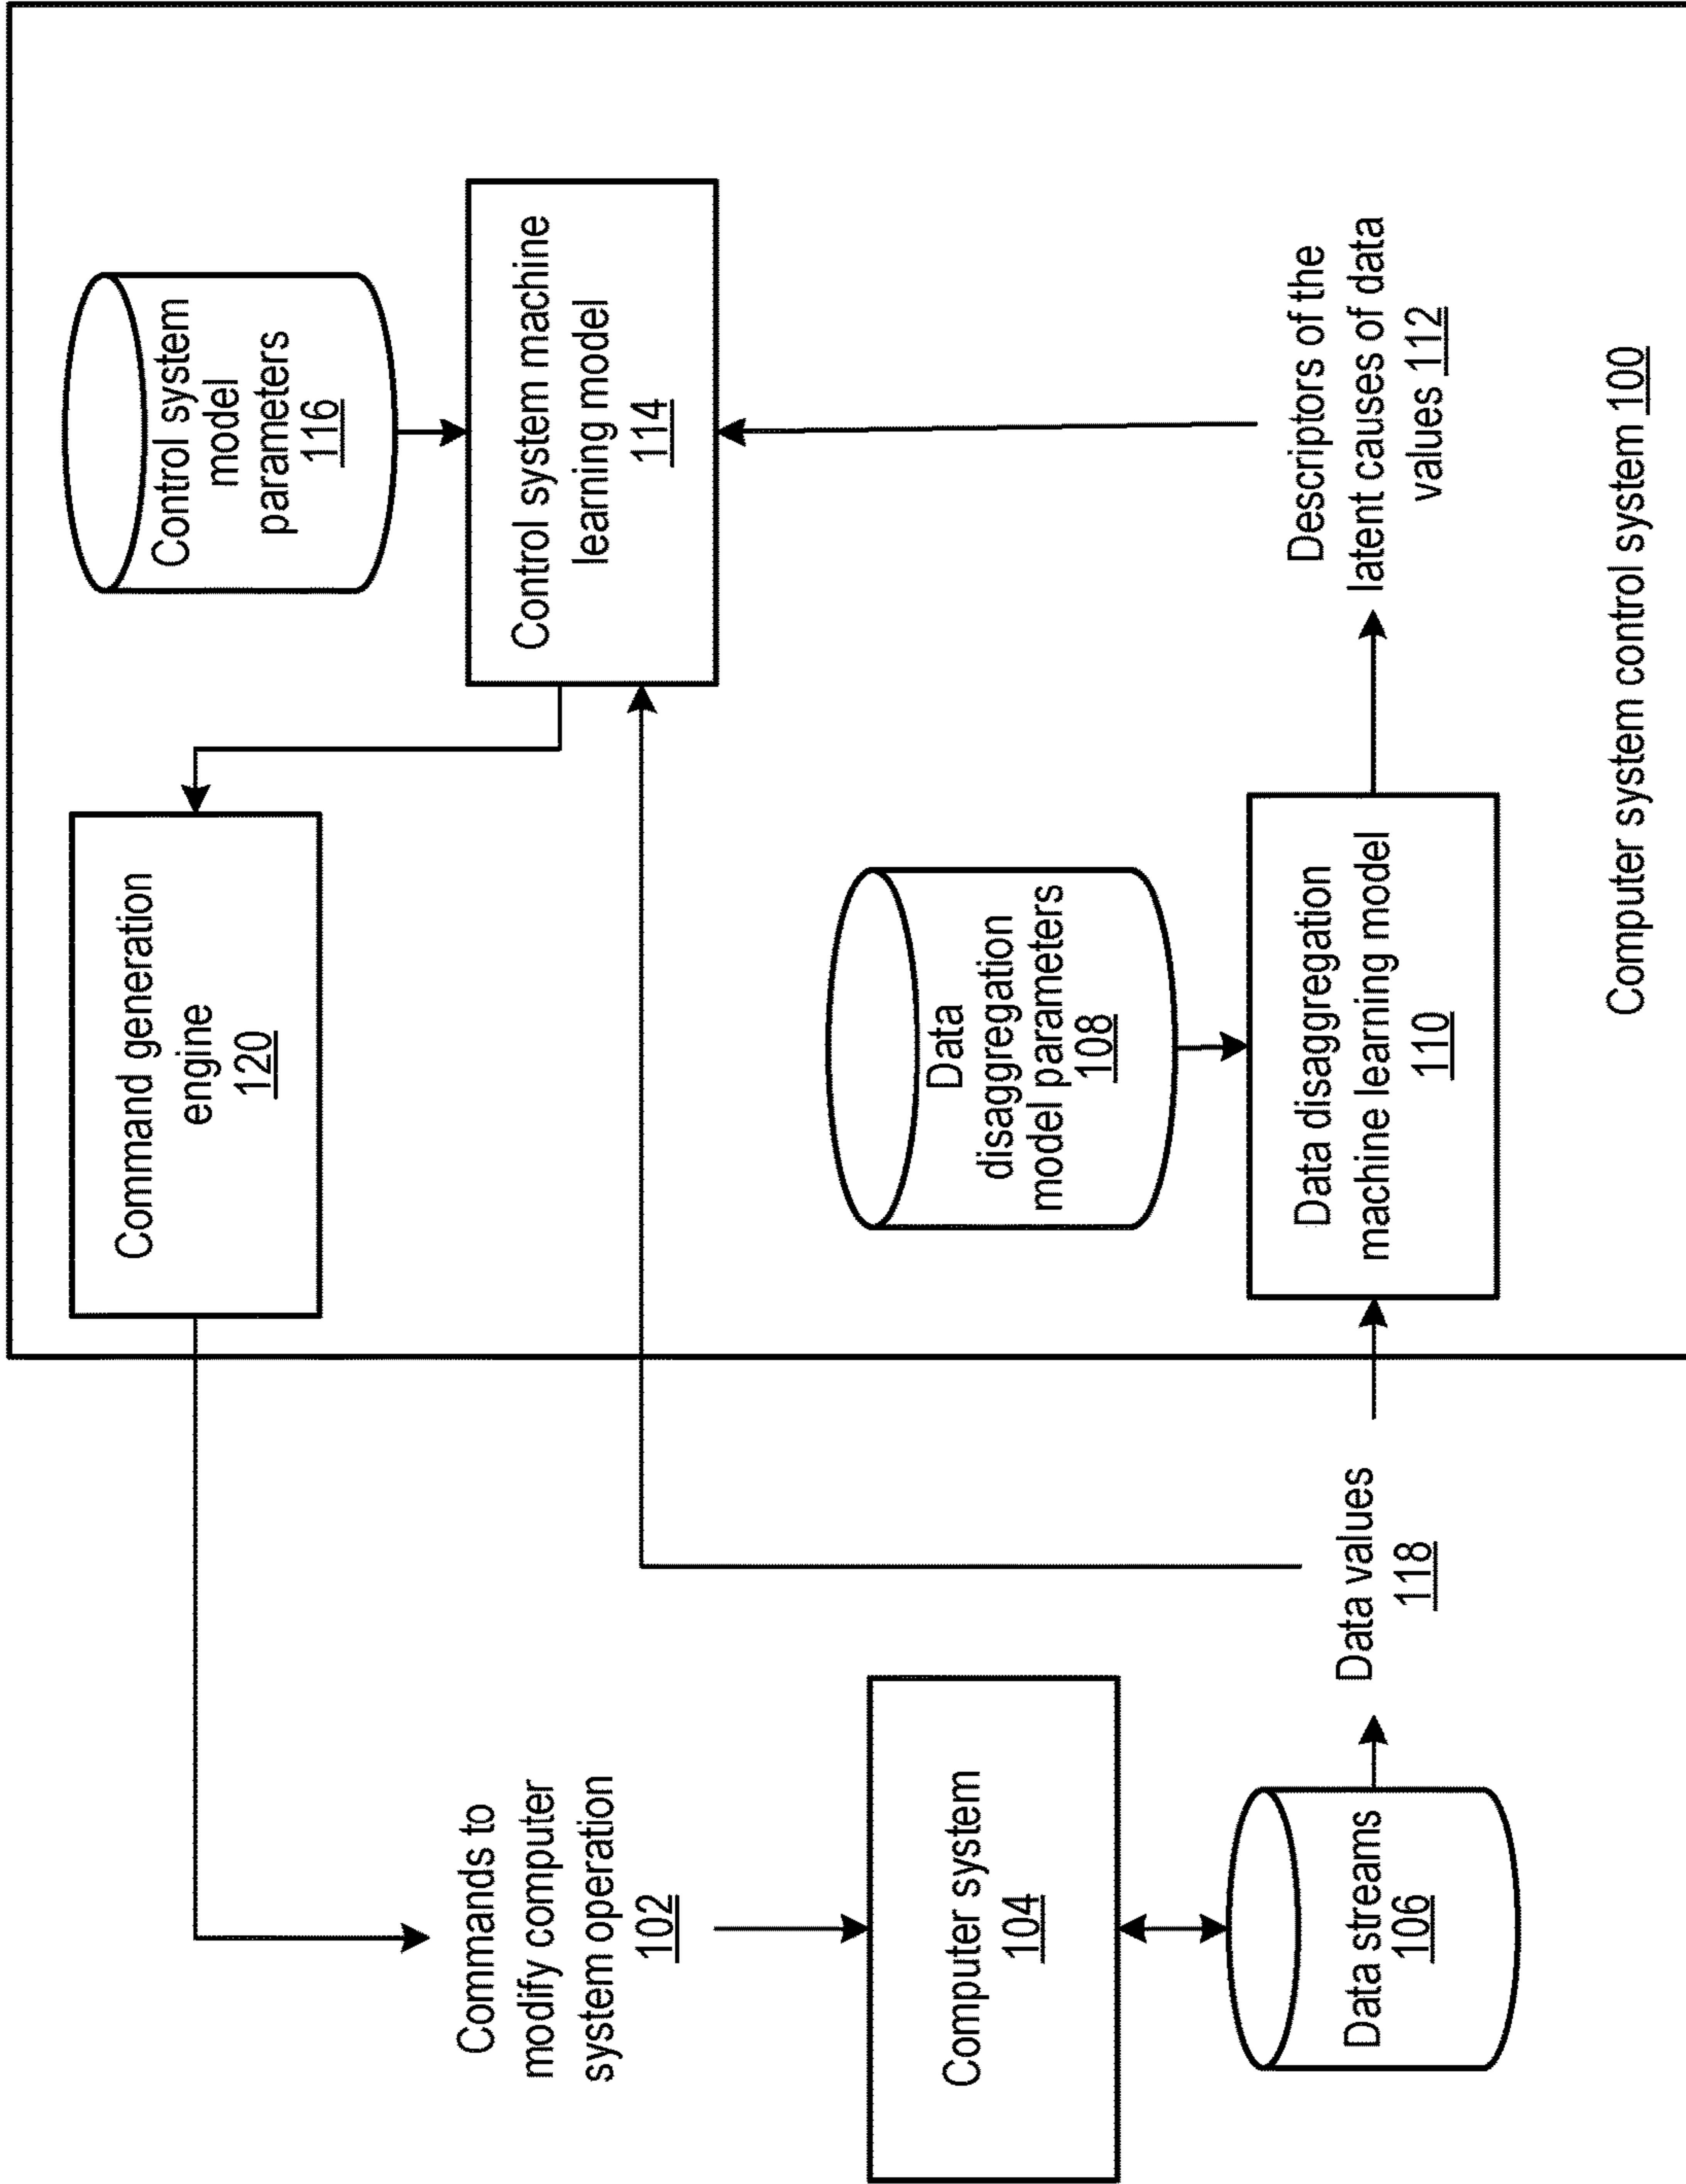 Command generation
engine
120
Control system
model
parameters
116
Control system machine
learning model
114
Commands to
modify computer
system operation
102
Computer system
104
Data streams
106
Data values
118
Data
disaggregation
model parameters
108
Data disaggregation
machine learning model
110
Descriptors of the
latent causes of data
values 112
Computer system control system 100